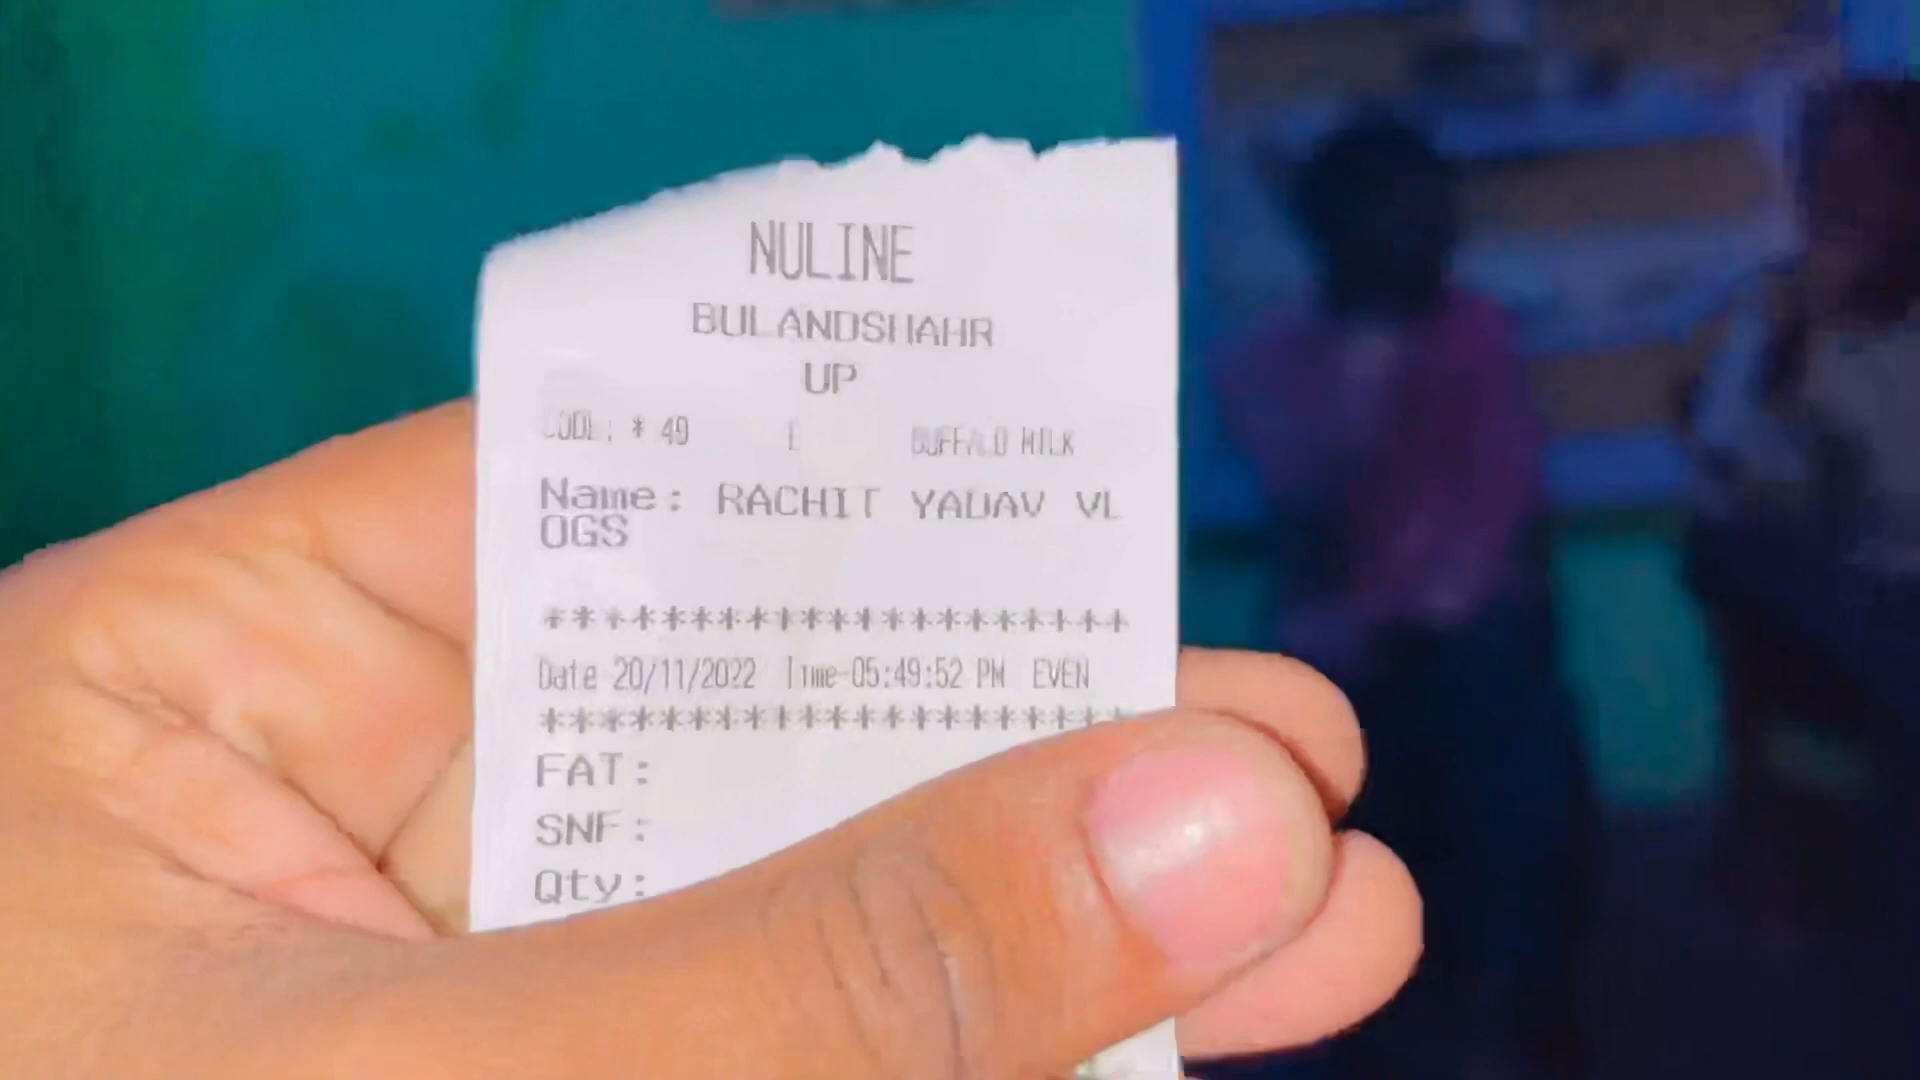 NULINE
BULANDSHAHR
UP
CODE: * 49 BUFFALO MILK
Name: RACHIT YADAV VL
OGS
*********************
Date 20/11/2022 Time-05:49:52 PM EVEN
*********************
FAT:
SNF:
Qty: